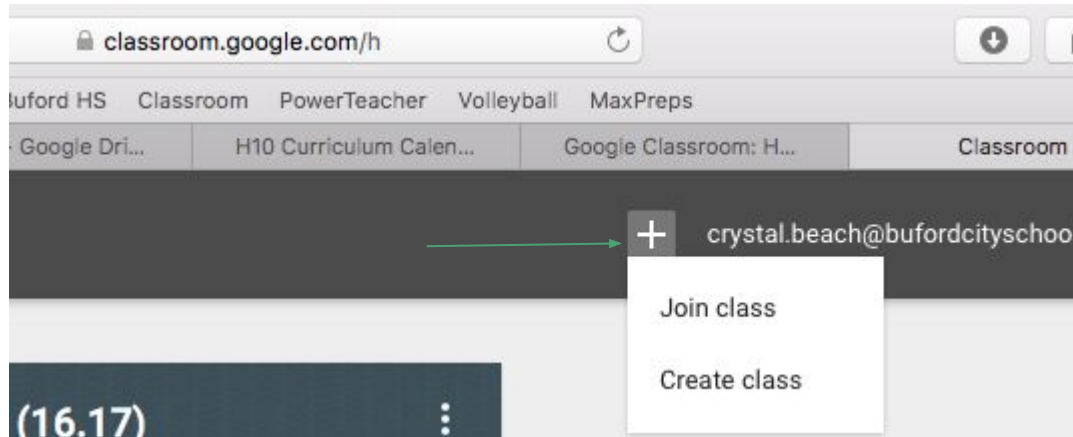 classroom.google.com/h
Buford HS Classroom PowerTeacher Volleyball MaxPreps
- Google Dri... H10 Curriculum Calen... Google Classroom: H... Classroom
+ crystal.beach@bufordcityschoo
Join class
Create class
(16.17)